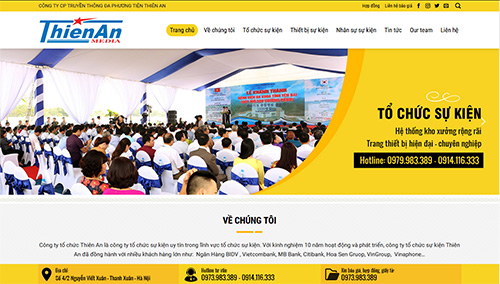 CÔNG TY CP TRUYỀN THÔNG ĐA PHƯƠNG TIỆN THIÊN AN
Hợp đồng Liên hệ báo giá
ThienAn
MEDIA
Trang chủ Về chúng tôi Tổ chức sự kiện Thiết bị sự kiện Nhân sự sự kiện Tin tức Our team Liên hệ
LỄ KHÁNH THÀNH
TỔ CHỨC SỰ KIỆN
Hệ thống kho xưởng rộng rãi
Trang thiết bị hiện đại - chuyên nghiệp
Hotline: 0979.983.389 - 0914.116.333
VỀ CHÚNG TÔI
Công ty tổ chức Thiên An là công ty tổ chức sự kiện uy tín trong lĩnh vực tổ chức sự kiện. Với kinh nghiệm 10 năm hoạt động và phát triển, công ty tổ chức sự kiện Thiên
An đã đồng hành với nhiều khách hàng lớn như: Ngân Hàng BIDV , Vietcombank, MB Bank, Citibank, Hoa Sen Gruop, VinGroup, Vinaphone...
Địa chỉ
Số 4/2 Nguyễn Viết Xuân - Thanh Xuân - Hà Nội
Hotline tư vấn
0973.983.389 - 0914.116.333
Xin báo giá, hợp đồng, giấy tờ
0973.983.389